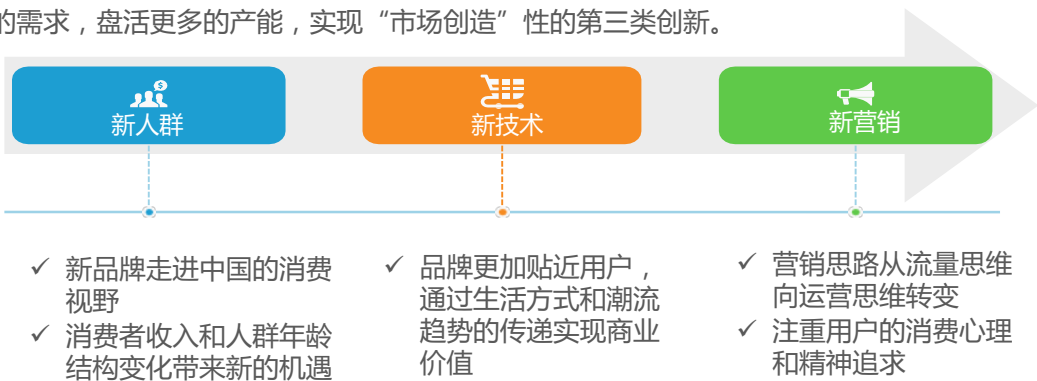 的需求，盘活更多的产能，实现“市场创造”性的第三类创新。
新人群
新技术
新营销
✓ 新品牌走进中国的消费
视野
✓ 消费者收入和人群年龄
结构变化带来新的机遇
✓ 品牌更加贴近用户，
通过生活方式和潮流
趋势的传递实现商业
价值
✓ 营销思路从流量思维
向运营思维转变
✓ 注重用户的消费心理
和精神追求